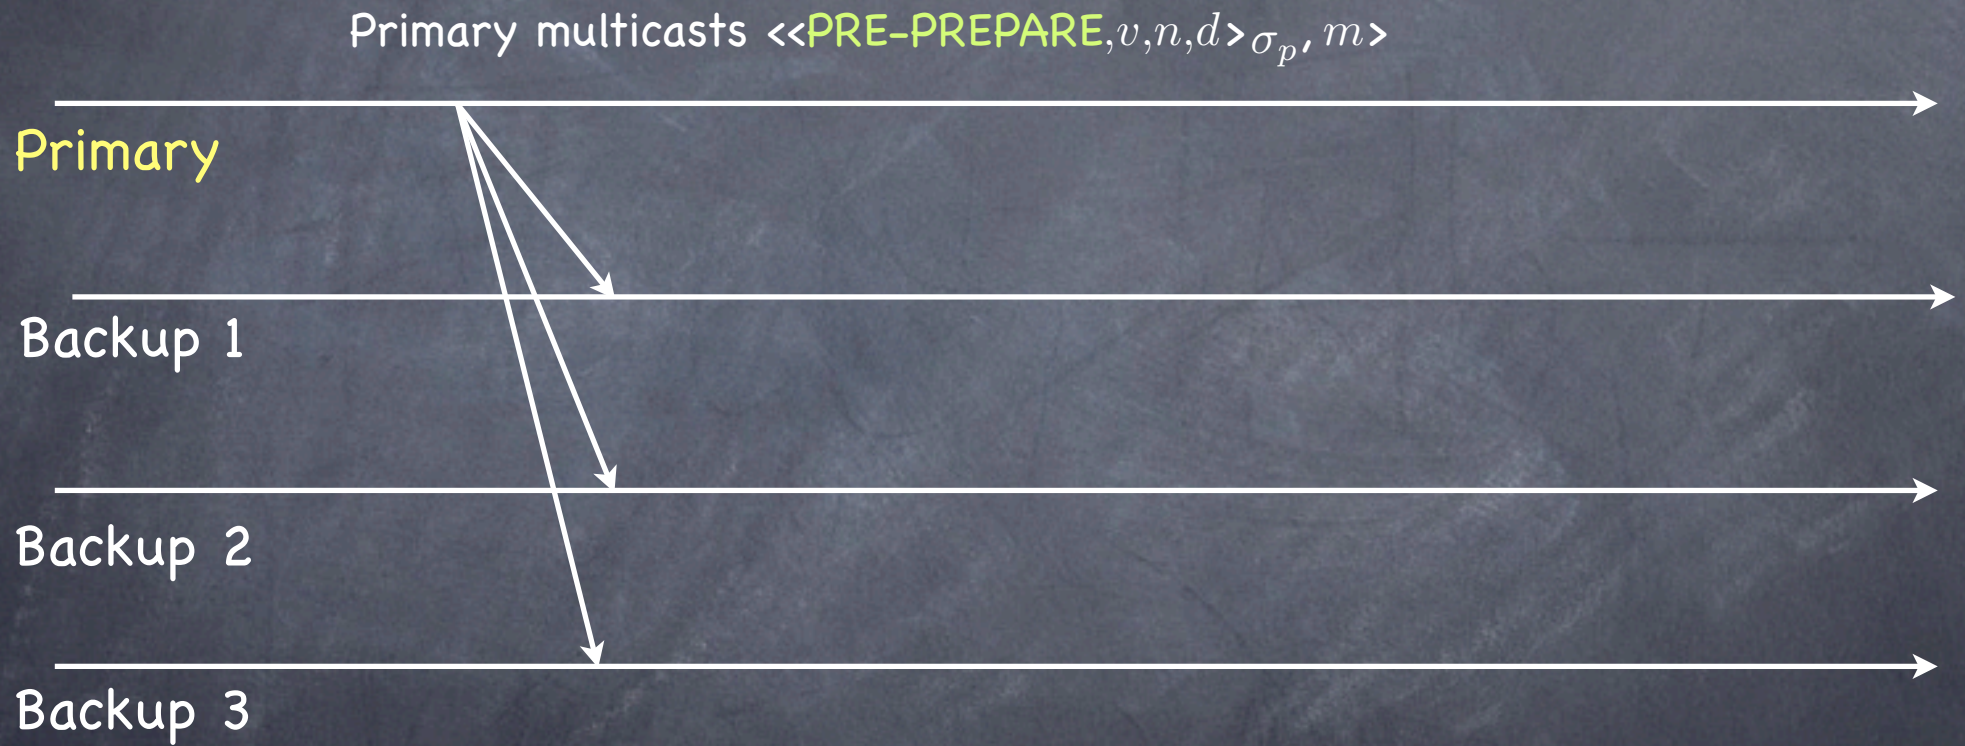 Primary multicasts <<PRE-PREPARE,v,n,d>σp, m>
Primary
Backup 1
Backup 2
Backup 3